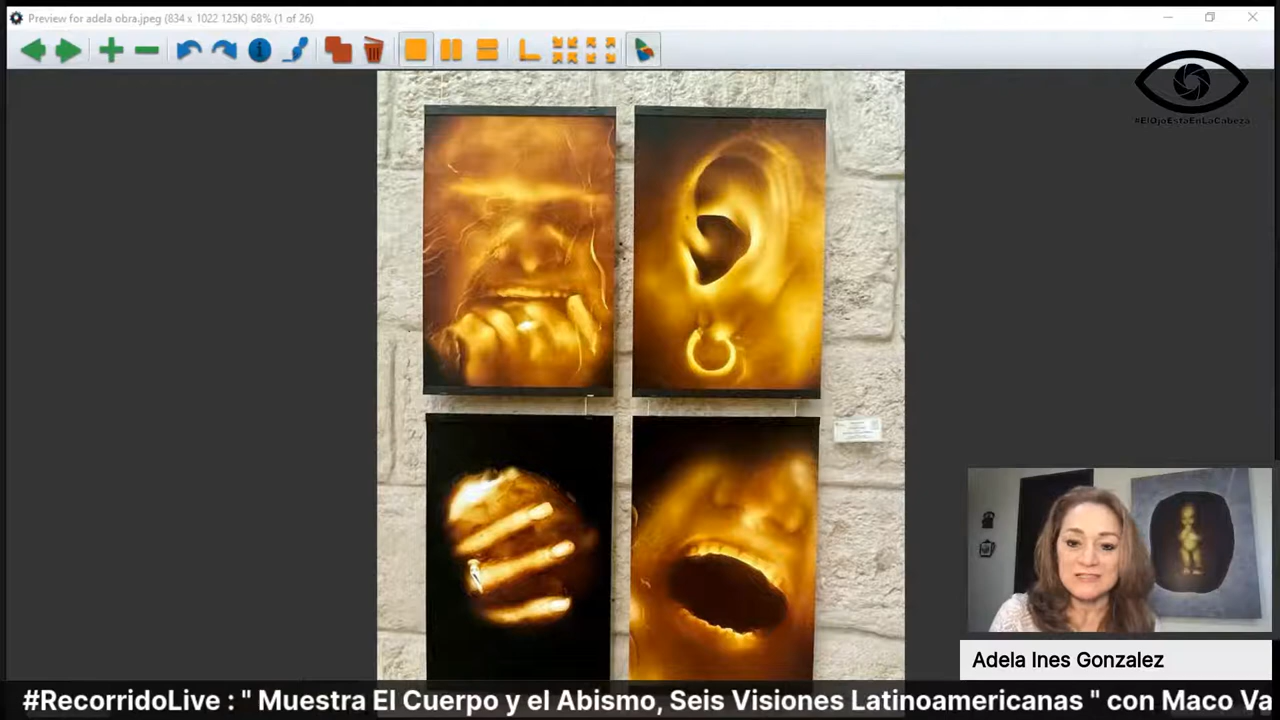 Preview for adela obra.jpeg (834 x 1022 125K) 68% (1 of 26)
#ElOjoEstaEnLaCabeza
Adela Ines Gonzalez
#RecorridoLive : " Muestra El Cuerpo y el Abismo, Seis Visiones Latinoamericanas " con Maco Va